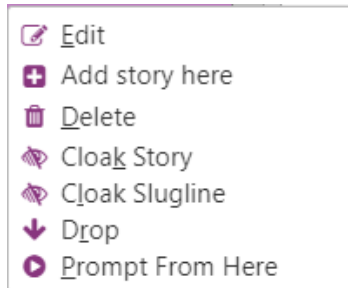 Edit
Add story here
Delete
Cloak Story
Cloak Slugline
Drop
Prompt From Here